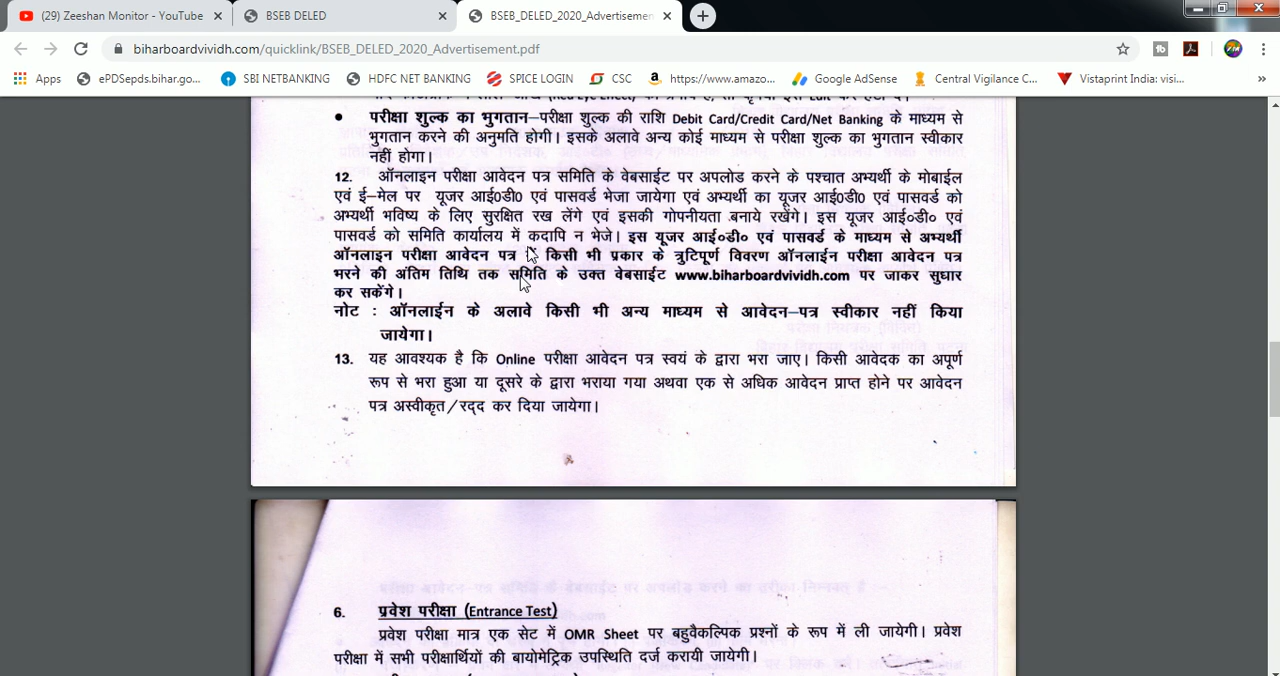 (29) Zeeshan Monitor - YouTube
BSEB DELED
BSEB_DELED_2020_Advertisemen
biharboardvividh.com/quicklink/BSEB_DELED_2020_Advertisement.pdf
Apps ePDSepds.bihar.go... SBI NETBANKING HDFC NET BANKING SPICE LOGIN CSC https://www.amazo... Google AdSense Central Vigilance C... Vistaprint India: visi... »
• परीक्षा शुल्क का भुगतान–परीक्षा शुल्क की राशि Debit Card/Credit Card/Net Banking के माध्यम से
भुगतान करने की अनुमति होगी। इसके अलावे अन्य कोई माध्यम से परीक्षा शुल्क का भुगतान स्वीकार
नहीं होगा।
12. ऑनलाइन परीक्षा आवेदन पत्र समिति के वेबसाईट पर अपलोड करने के पश्चात अभ्यर्थी के मोबाईल
एवं ई–मेल पर यूजर आई0डी0 एवं पासवर्ड भेजा जायेगा एवं अभ्यर्थी का यूजर आई0डी0 एवं पासवर्ड को
अभ्यर्थी भविष्य के लिए सुरक्षित रख लेंगे एवं इसकी गोपनीयता बनाये रखेंगे। इस यूजर आई०डी० एवं
पासवर्ड को समिति कार्यालय में कदापि न भेजे। इस यूजर आई०डी० एवं पासवर्ड के माध्यम से अभ्यर्थी
ऑनलाइन परीक्षा आवेदन पत्र किसी भी प्रकार के त्रुटिपूर्ण विवरण ऑनलाईन परीक्षा आवेदन पत्र
भरने की अंतिम तिथि तक समिति के उक्त वेबसाईट www.biharboardvividh.com पर जाकर सुधार
कर सकेंगे।
नोट : ऑनलाईन के अलावे किसी भी अन्य माध्यम से आवेदन–पत्र स्वीकार नहीं किया
जायेगा।
13. यह आवश्यक है कि Online परीक्षा आवेदन पत्र स्वयं के द्वारा भरा जाए। किसी आवेदक का अपूर्ण
रूप से भरा हुआ या दूसरे के द्वारा भराया गया अथवा एक से अधिक आवेदन प्राप्त होने पर आवेदन
पत्र अस्वीकृत/रद्द कर दिया जायेगा।
6. प्रवेश परीक्षा (Entrance Test)
प्रवेश परीक्षा मात्र एक सेट में OMR Sheet पर बहुवैकल्पिक प्रश्नों के रूप में ली जायेगी। प्रवेश
परीक्षा में सभी परीक्षार्थियों की बायोमेट्रिक उपस्थिति दर्ज करायी जायेगी।